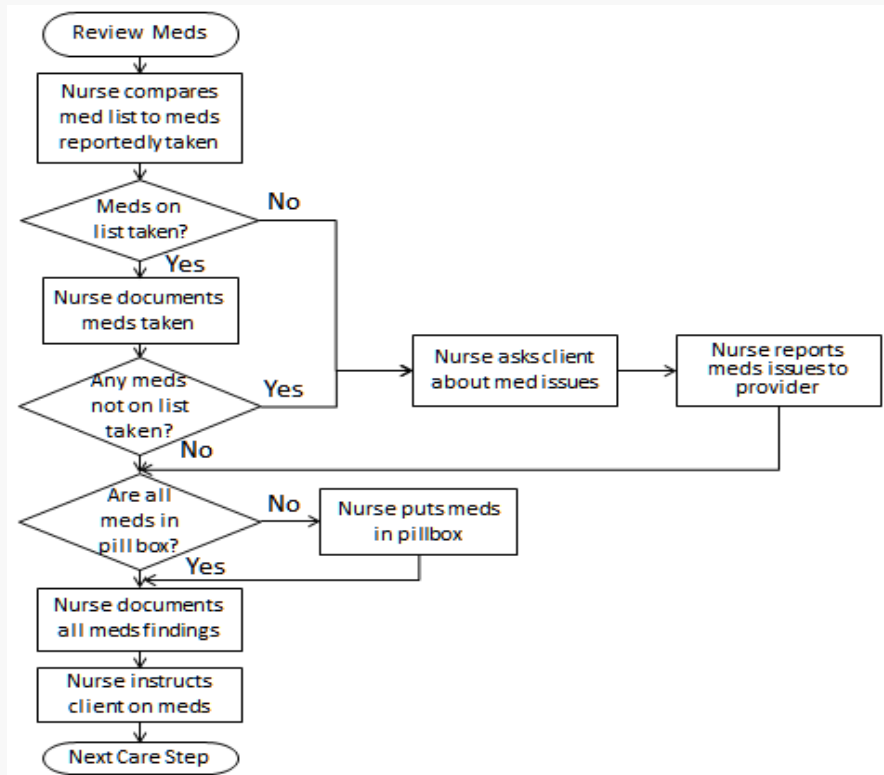 Review Meds
Nurse compares
med list to meds
reportedly taken
Meds on
list taken?
No
Yes
Nurse documents
meds taken
Any meds
not on list
taken?
Yes
No
Nurse asks client
about med issues
Nurse reports
meds issues to
provider
Are all
meds in
pill box?
No
Yes
Nurse puts meds
in pillbox
Nurse documents
all meds findings
Nurse instructs
client on meds
Next Care Step